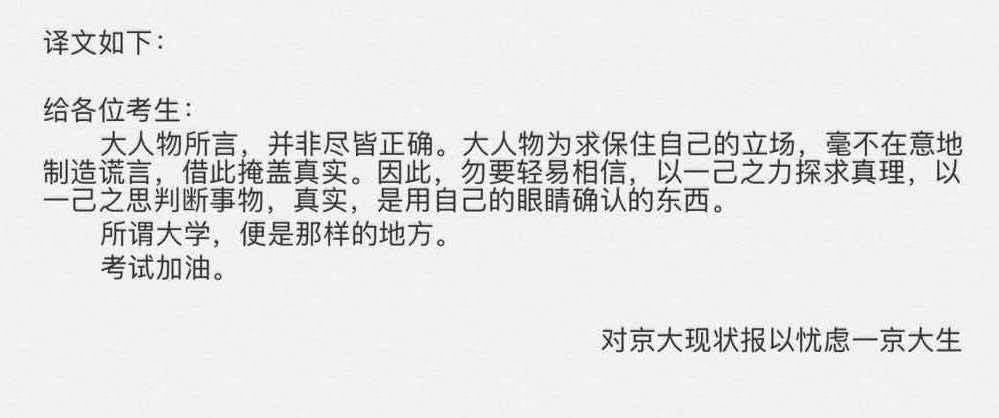 译文如下：
给各位考生：
大人物所言，并非尽皆正确。大人物为求保住自己的立场，毫不在意地
制造谎言，借此掩盖真实。因此，勿要轻易相信，以一己之力探求真理，以
一己之思判断事物，真实，是用自己的眼睛确认的东西。
所谓大学，便是那样的地方。
考试加油。
对京大现状报以忧虑一京大生